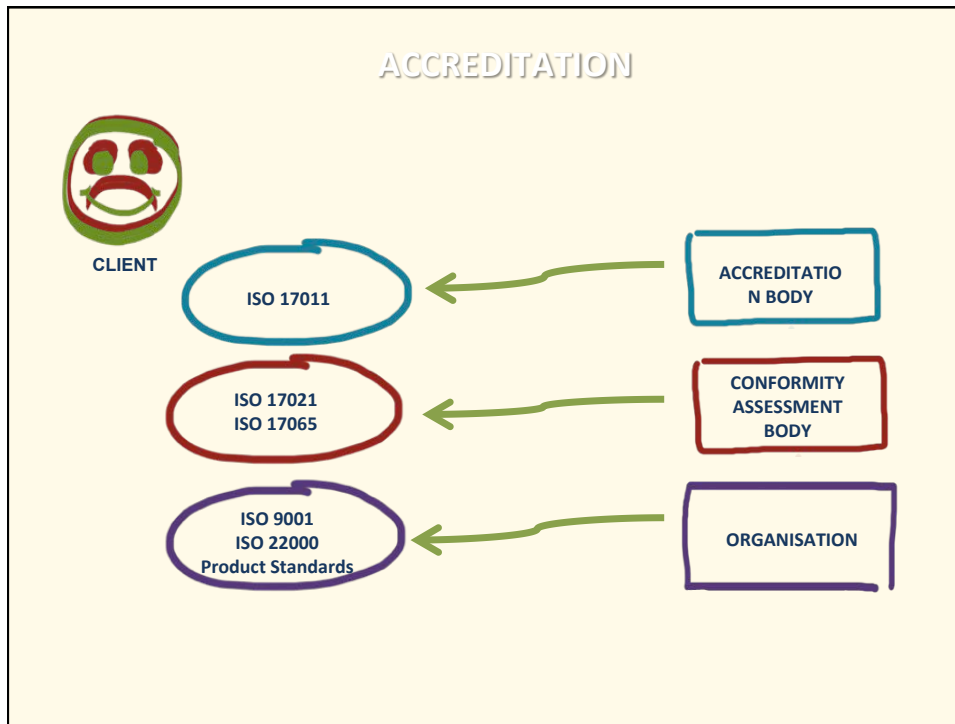 ACCREDITATION
CLIENT
ISO 17011
ACCREDITATIO
N BODY
ISO 17021
ISO 17065
CONFORMITY
ASSESSMENT
BODY
ISO 9001
ISO 22000
Product Standards
ORGANISATION